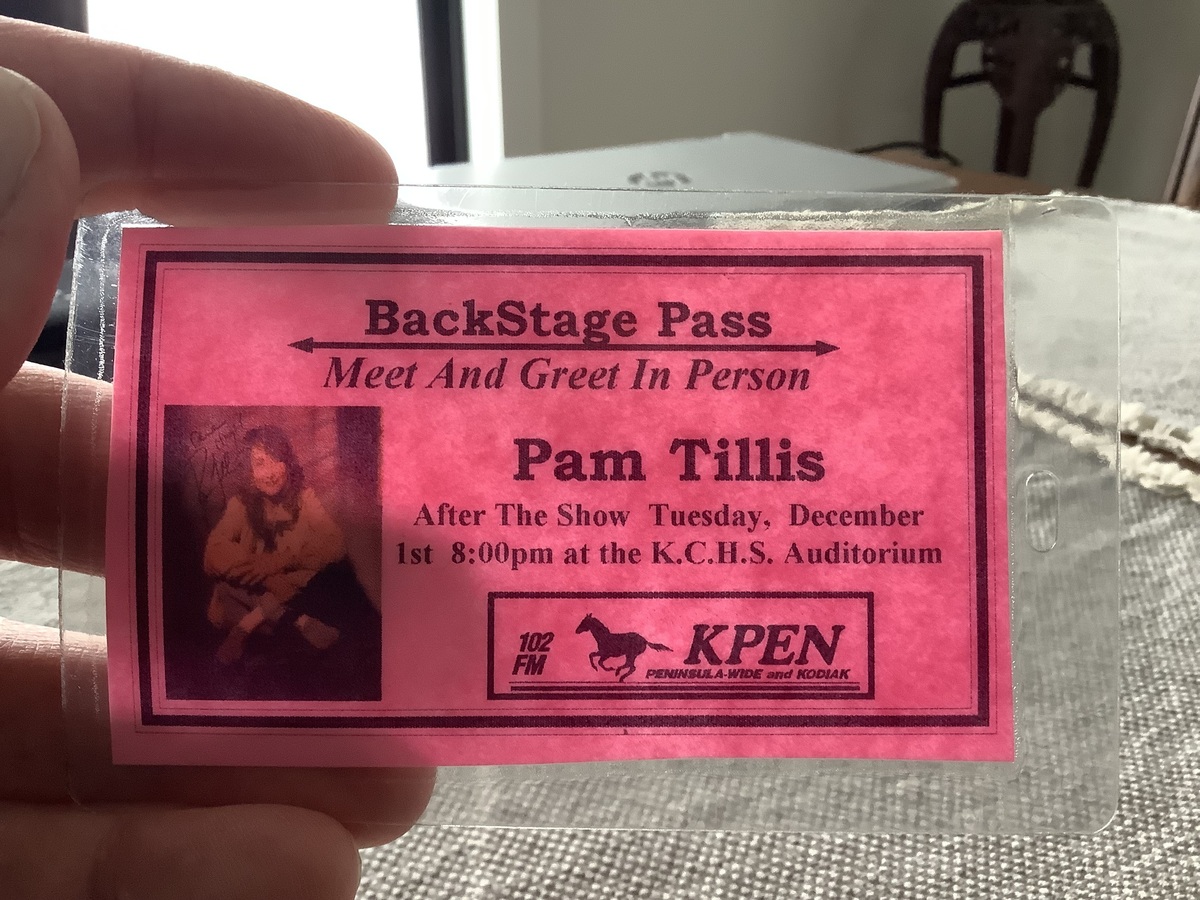 BackStage Pass
Meet And Greet In Person
Pam Tillis
After The Show Tuesday, December
1st 8:00pm at the K.C.H.S. Auditorium
102
FM
KPEN
PENINSULA-WIDE and KODIAK